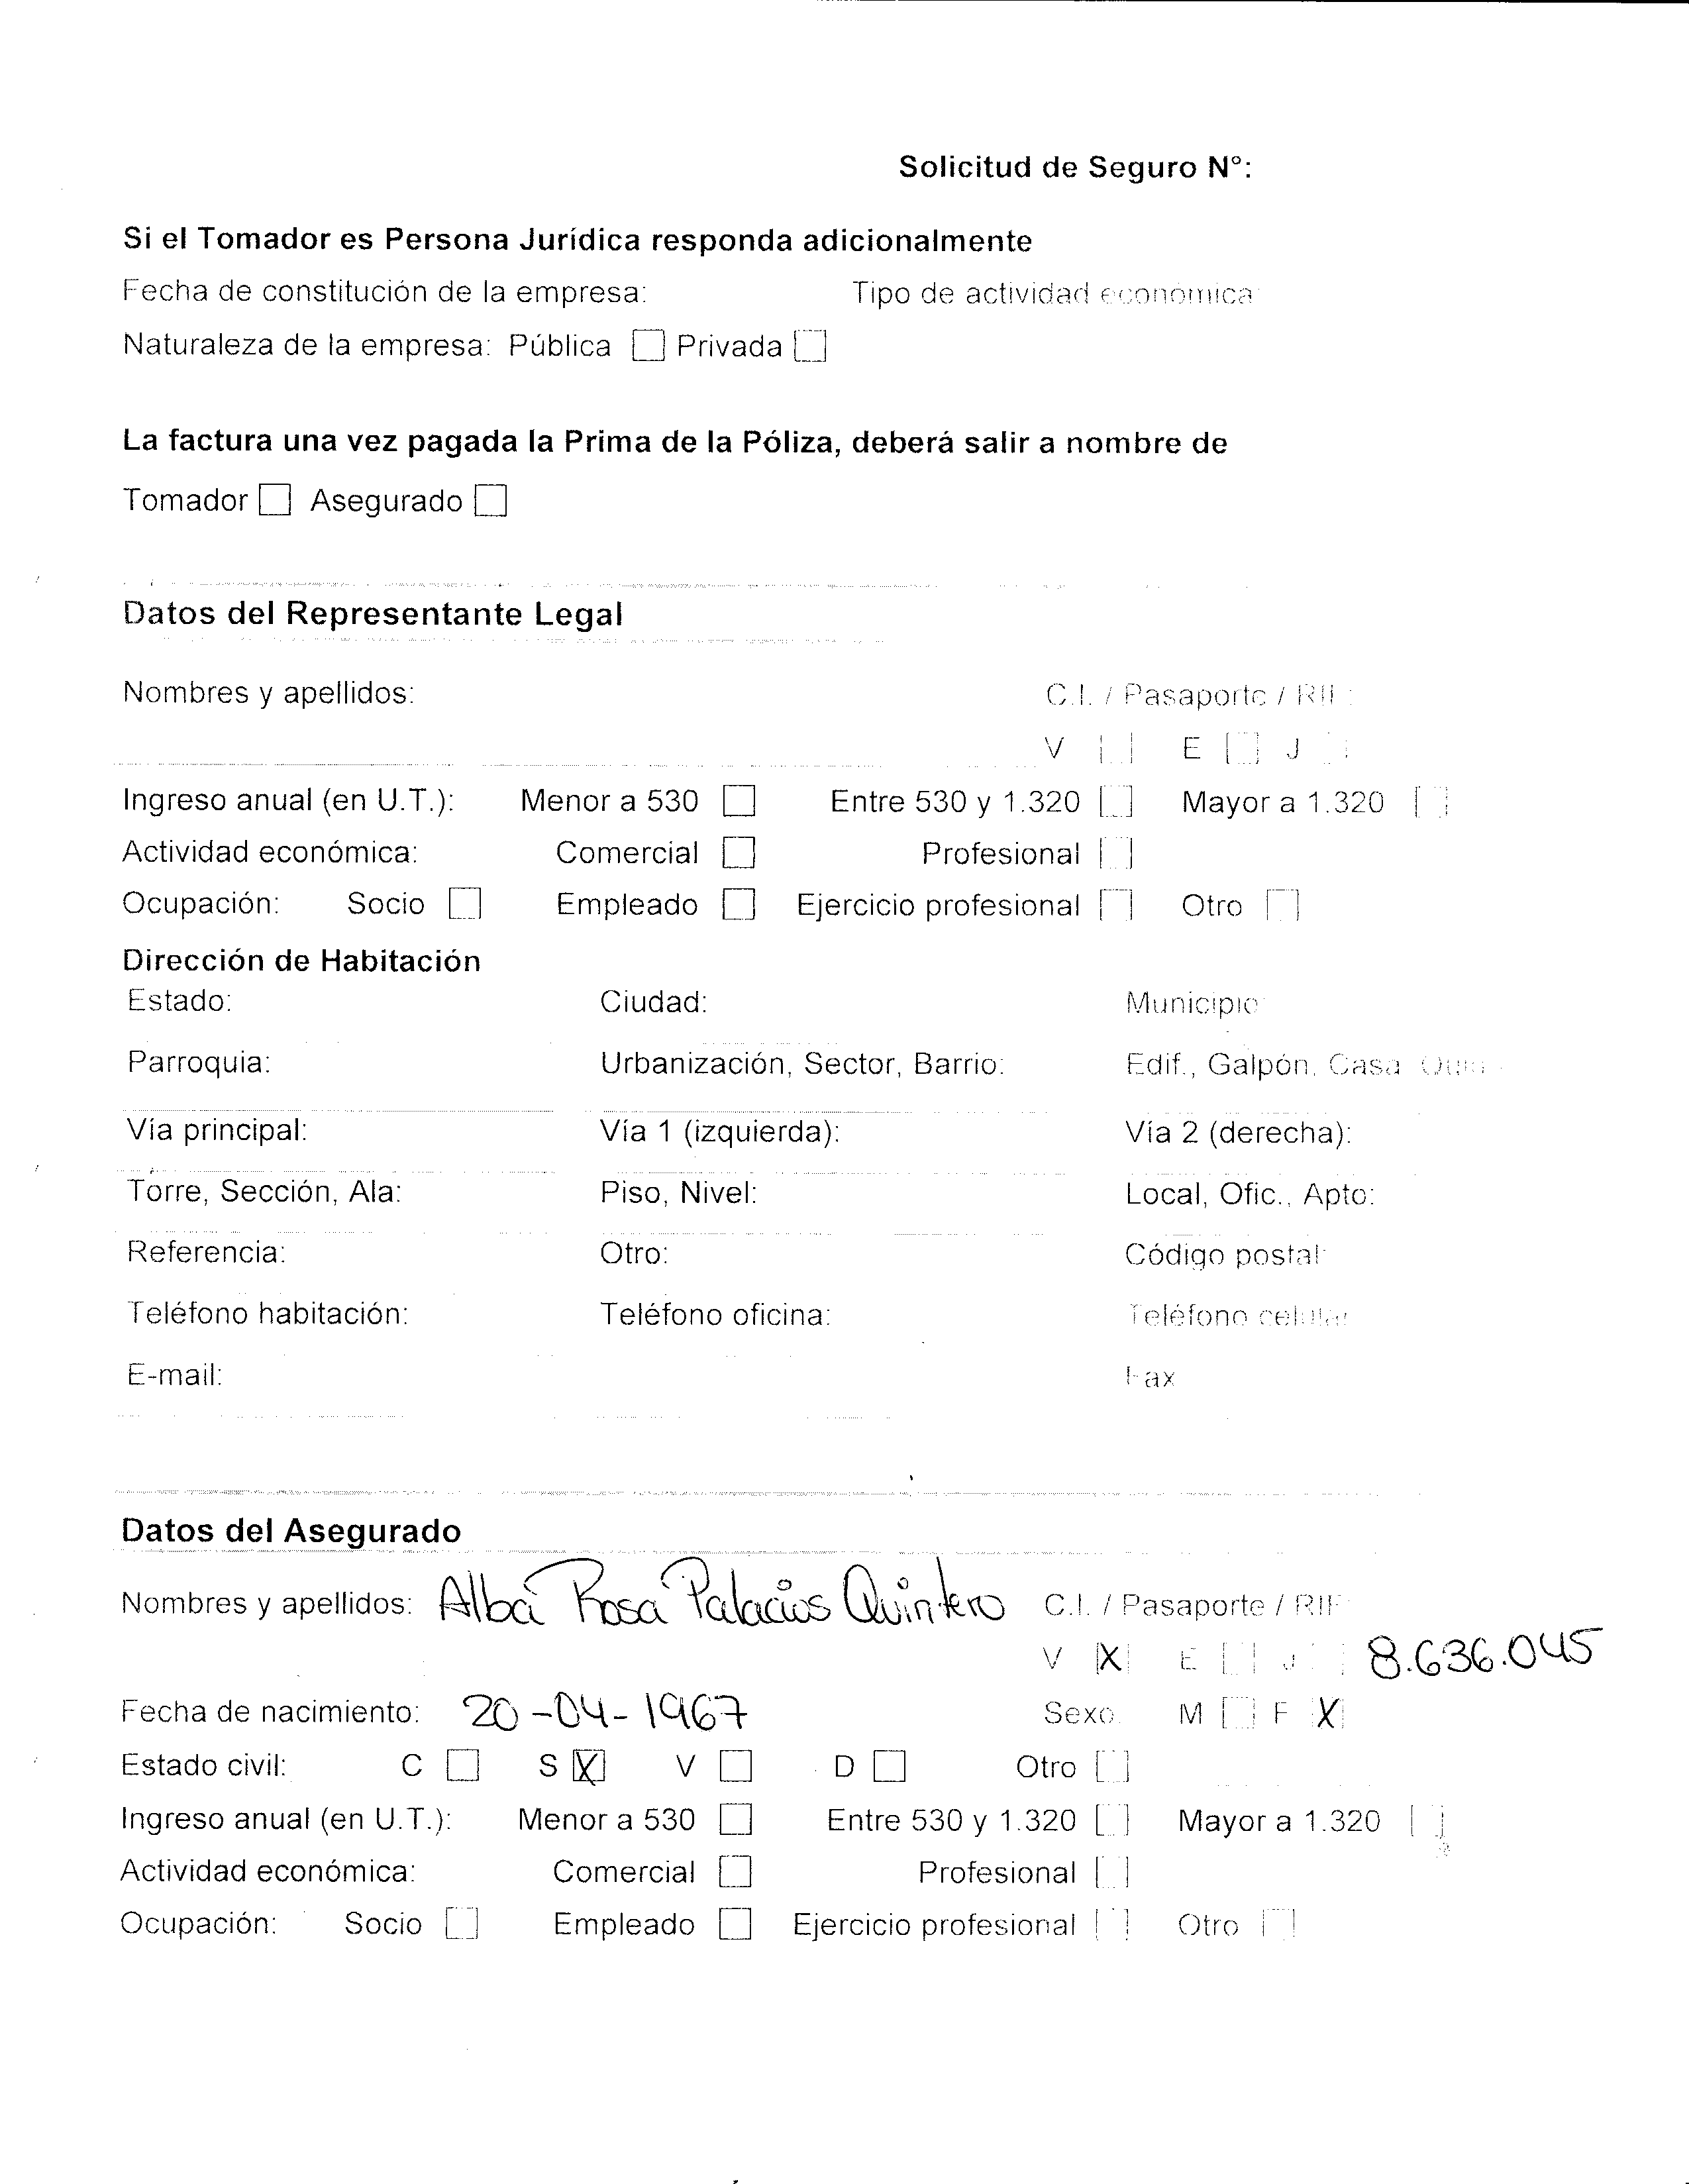 Solicitud de Seguro N°:
Si el Tomador es Persona Jurídica responda adicionalmente
Fecha de constitución de la empresa: Tipo de actividad económica
Naturaleza de la empresa: Pública Privada
La factura una vez pagada la Prima de la Póliza, deberá salir a nombre de
Tomador Asegurado
Datos del Representante Legal
Nombres y apellidos: C.I. / Pasaporte / RIF:
V E J
Ingreso anual (en U.T.): Menor a 530 Entre 530 y 1.320 Mayor a 1.320
Actividad económica: Comercial Profesional
Ocupación: Socio Empleado Ejercicio profesional Otro
Dirección de Habitación
Estado: Ciudad: Municipio
Parroquia: Urbanización, Sector, Barrio: Edif., Galpón, Casa
Vía principal: Vía 1 (izquierda): Vía 2 (derecha):
Torre, Sección, Ala: Piso, Nivel: Local, Ofic., Apto:
Referencia: Otro: Código postal
Teléfono habitación: Teléfono oficina: Teléfono celular
E-mail: Fax
Datos del Asegurado
Nombres y apellidos: Alba Rosa Palacios Quintero C.I. / Pasaporte / RIF
V X E J 8.636.045
Fecha de nacimiento: 20-04-1967 Sexo M F X
Estado civil: C S X V D Otro
Ingreso anual (en U.T.): Menor a 530 Entre 530 y 1.320 Mayor a 1.320
Actividad económica: Comercial Profesional
Ocupación: Socio Empleado Ejercicio profesional Otro